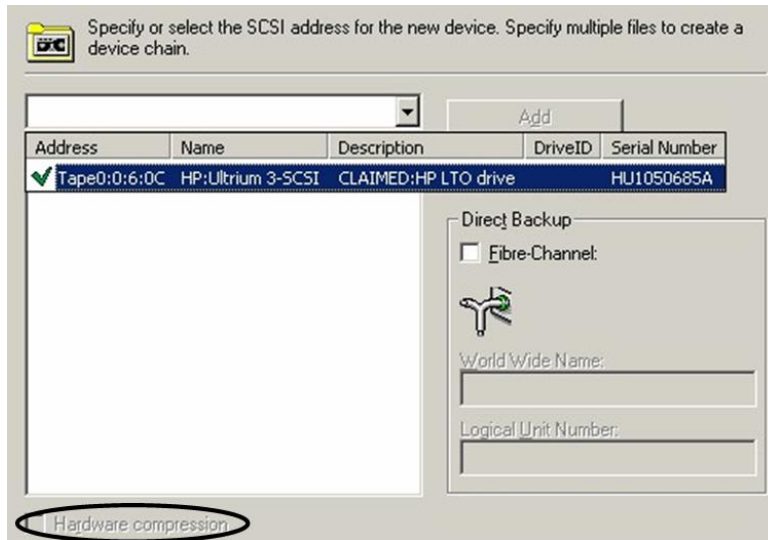 Specify or select the SCSI address for the new device. Specify multiple files to create a
device chain.
Add
Address Name Description DriveID Serial Number
Tape0:0:6:0C HP:Ultrium 3-SCSI CLAIMED:HP LTO drive HU1050685A
Direct Backup
Fibre-Channel:
World Wide Name:
Logical Unit Number:
Hardware compression